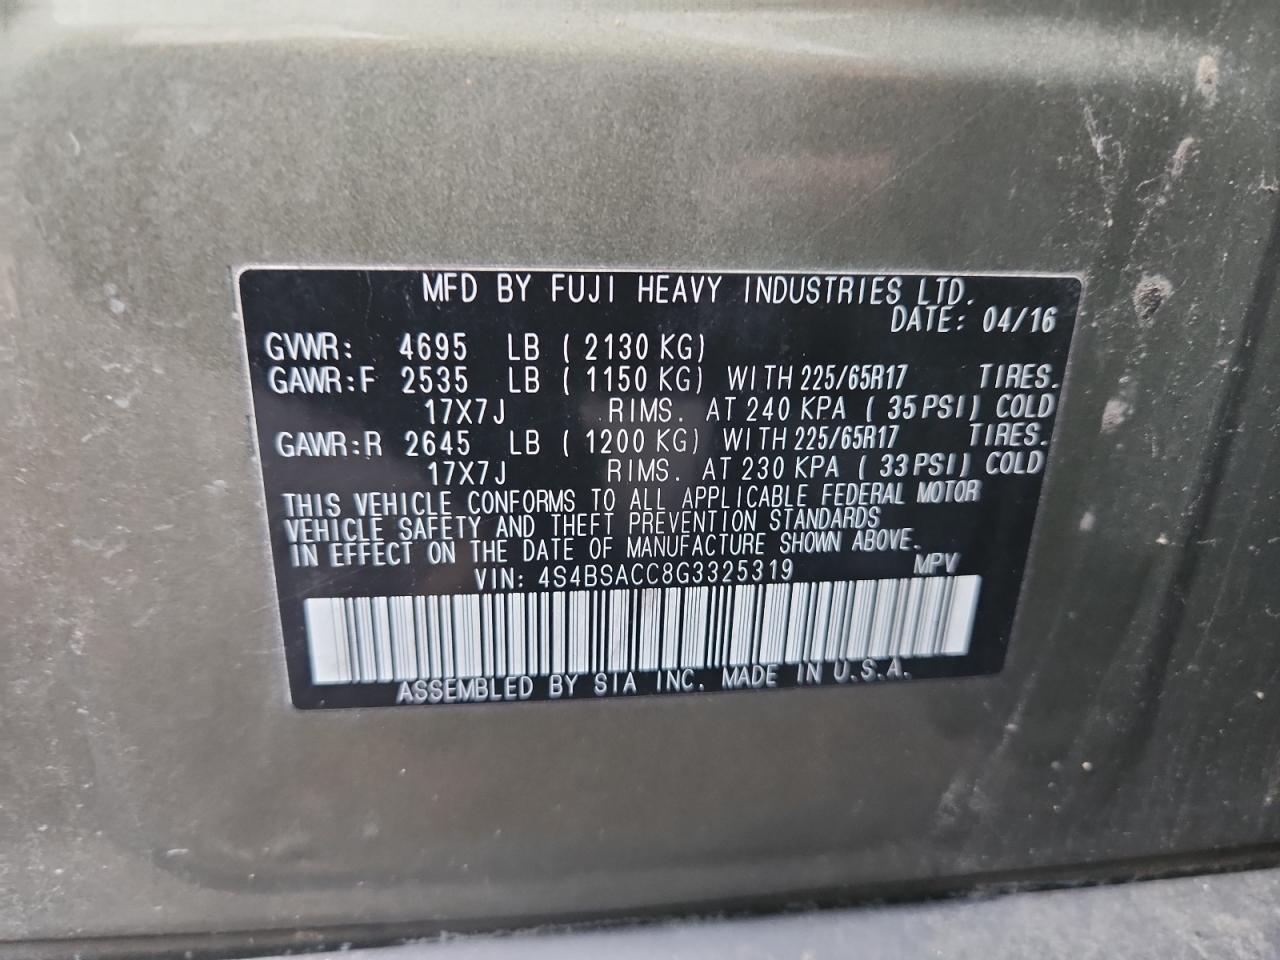 MFD BY FUJI HEAVY INDUSTRIES LTD.
DATE: 04/16
GVWR: 4695 LB ( 2130 KG)
GAWR:F 2535 LB ( 1150 KG) WITH 225/65R17 TIRES.
17X7J RIMS. AT 240 KPA ( 35 PSI) COLD
GAWR:R 2645 LB ( 1200 KG) WITH 225/65R17 TIRES.
17X7J RIMS. AT 230 KPA ( 33 PSI) COLD
THIS VEHICLE CONFORMS TO ALL APPLICABLE FEDERAL MOTOR
VEHICLE SAFETY AND THEFT PREVENTION STANDARDS
IN EFFECT ON THE DATE OF MANUFACTURE SHOWN ABOVE.
VIN: 4S4BSACC8G3325319 MPV
ASSEMBLED BY SIA INC. MADE IN U.S.A.